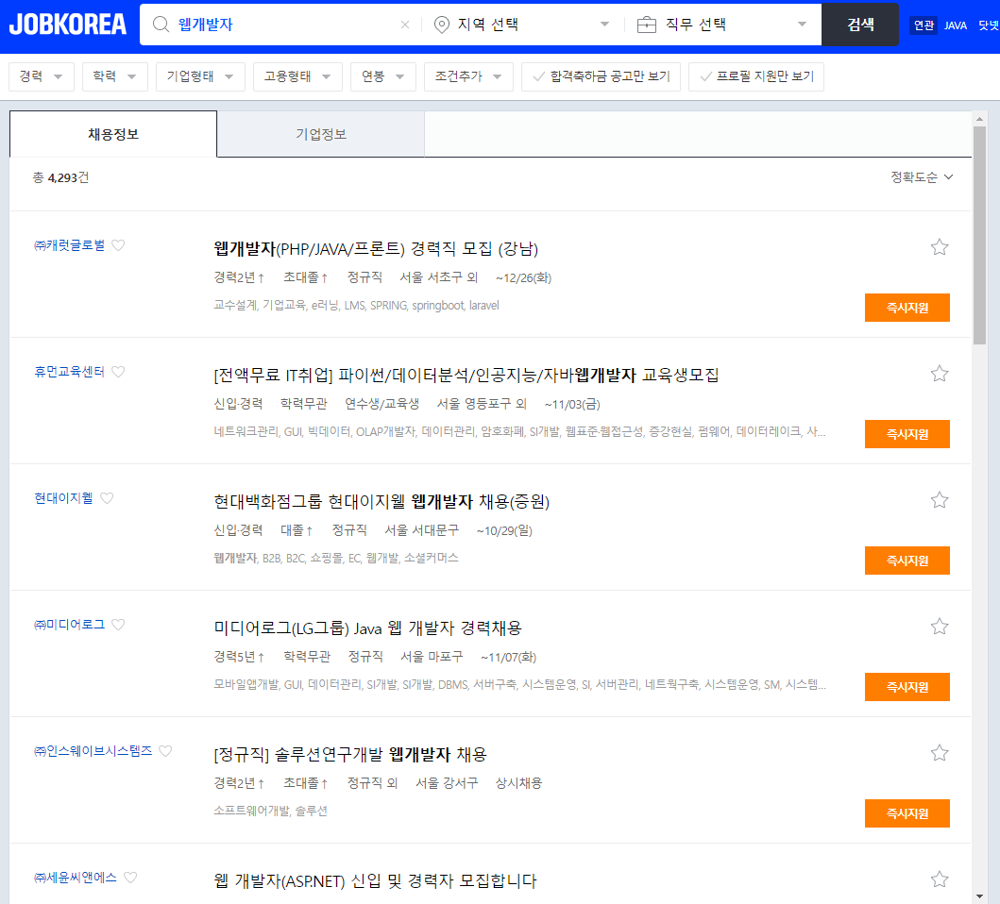 JOBKOREA 웹개발자 지역 선택 직무 선택 검색 연관 JAVA 닷넷
경력 학력 기업형태 고용형태 연봉 조건추가 합격축하금 공고만 보기 프로필 지원만 보기
채용정보 기업정보
총 4,293건 정확도순
㈜캐럿글로벌 웹개발자(PHP/JAVA/프론트) 경력직 모집 (강남)
경력2년↑ 초대졸↑ 정규직 서울 서초구 외 ~12/26(화)
교수설계, 기업교육, e러닝, LMS, SPRING, springboot, laravel
즉시지원
휴먼교육센터 [전액무료 IT취업] 파이썬/데이터분석/인공지능/자바웹개발자 교육생모집
신입·경력 학력무관 연수생/교육생 서울 영등포구 외 ~11/03(금)
네트워크관리, GUI, 빅데이터, OLAP개발자, 데이터관리, 암호화폐, SI개발, 웹표준·웹접근성, 증강현실, 펌웨어, 데이터레이크, 사...
즉시지원
현대이지웰 현대백화점그룹 현대이지웰 웹개발자 채용(증원)
신입·경력 대졸↑ 정규직 서울 서대문구 ~10/29(일)
웹개발자, B2B, B2C, 쇼핑몰, EC, 웹개발, 소셜커머스
즉시지원
㈜미디어로그 미디어로그(LG그룹) Java 웹 개발자 경력채용
경력5년↑ 학력무관 정규직 서울 마포구 ~11/07(화)
모바일앱개발, GUI, 데이터관리, SI개발, SI개발, DBMS, 서버구축, 시스템운영, SI, 서버관리, 네트웍구축, 시스템운영, SM, 시스템...
즉시지원
㈜인스웨이브시스템즈 [정규직] 솔루션연구개발 웹개발자 채용
경력2년↑ 초대졸↑ 정규직 외 서울 강서구 상시채용
소프트웨어개발, 솔루션
즉시지원
㈜세윤씨앤에스 웹 개발자(ASP.NET) 신입 및 경력자 모집합니다